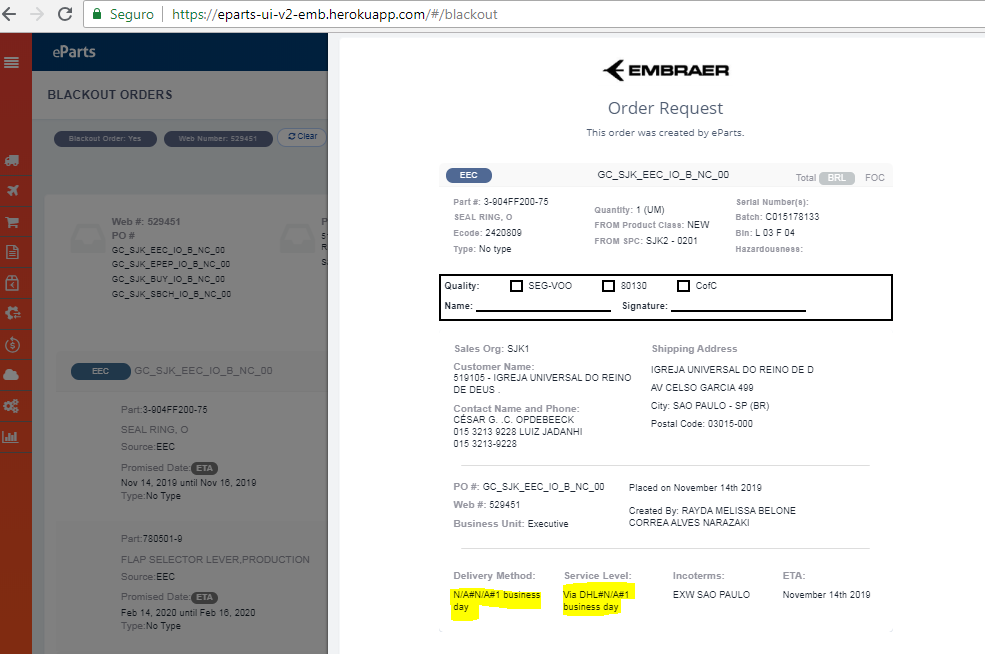 Seguro | https://eparts-ui-v2-emb.herokuapp.com/#/blackout
eParts
BLACKOUT ORDERS
Blackout Order: Yes
Web Number: 529451
Clear
Web #: 529451
PO #
GC_SJK_EEC_IO_B_NC_00
GC_SJK_EPEP_IO_B_NC_00
GC_SJK_BUY_IO_B_NC_00
GC_SJK_SBCH_IO_B_NC_00
EEC GC_SJK_EEC_IO_B_NC_00
Part:3-904FF200-75
SEAL RING, O
Source:EEC
Promised Date: ETA
Nov 14, 2019 until Nov 16, 2019
Type:No Type
Part:780501-9
FLAP SELECTOR LEVER,PRODUCTION
Source:EEC
Promised Date: ETA
Feb 14, 2020 until Feb 16, 2020
Type:No Type
EMBRAER
Order Request
This order was created by eParts.
EEC GC_SJK_EEC_IO_B_NC_00 Total BRL FOC
Part #: 3-904FF200-75
SEAL RING, O
Ecode: 2420809
Type: No type
Quantity: 1 (UM)
FROM Product Class: NEW
FROM SPC: SJK2 - 0201
Serial Number(s):
Batch: C015178133
Bin: L 03 F 04
Hazardousness:
Quality: SEG-VOO 80130 CofC
Name: Signature:
Sales Org: SJK1
Customer Name:
519105 - IGREJA UNIVERSAL DO REINO
DE DEUS .
Contact Name and Phone:
CÉSAR G. .C. OPDEBEECK
015 3213 9228 LUIZ JADANHI
015 3213-9228
Shipping Address
IGREJA UNIVERSAL DO REINO DE D
AV CELSO GARCIA 499
City: SAO PAULO - SP (BR)
Postal Code: 03015-000
PO #: GC_SJK_EEC_IO_B_NC_00
Web #: 529451
Business Unit: Executive
Placed on November 14th 2019
Created By: RAYDA MELISSA BELONE
CORREA ALVES NARAZAKI
Delivery Method:
N/A#N/A#1 business
day
Service Level:
Via DHL#N/A#1
business day
Incoterms:
EXW SAO PAULO
ETA:
November 14th 2019